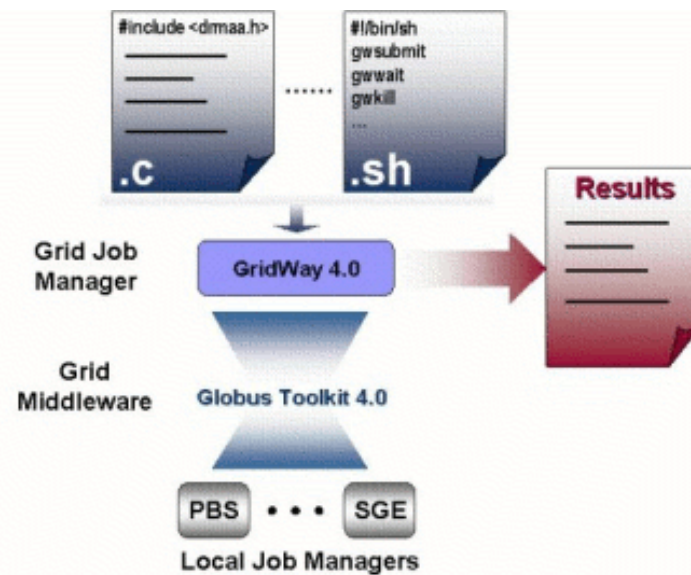 #include <drmaa.h>
.c
......
#!/bin/sh
gwsubmit
gwwait
gwkill
...
.sh
Results
Grid Job
Manager
GridWay 4.0
Grid
Middleware
Globus Toolkit 4.0
PBS • • • SGE
Local Job Managers